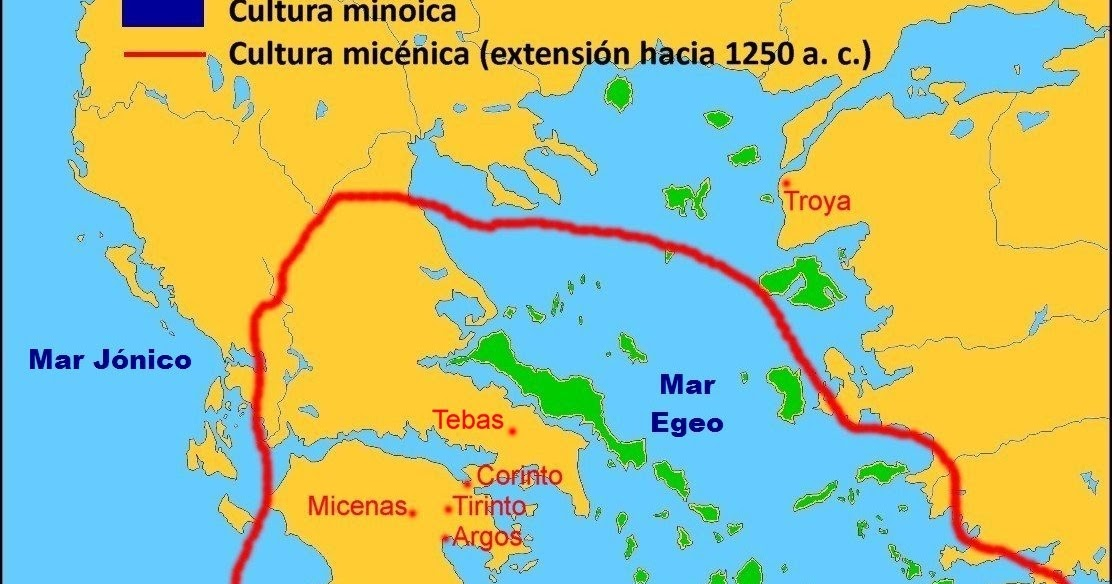 Cultura minoica
Cultura micénica (extensión hacia 1250 a. c.)
Troya
Mar Jónico
Mar
Egeo
Tebas
Corinto
Micenas
Tirinto
Argos